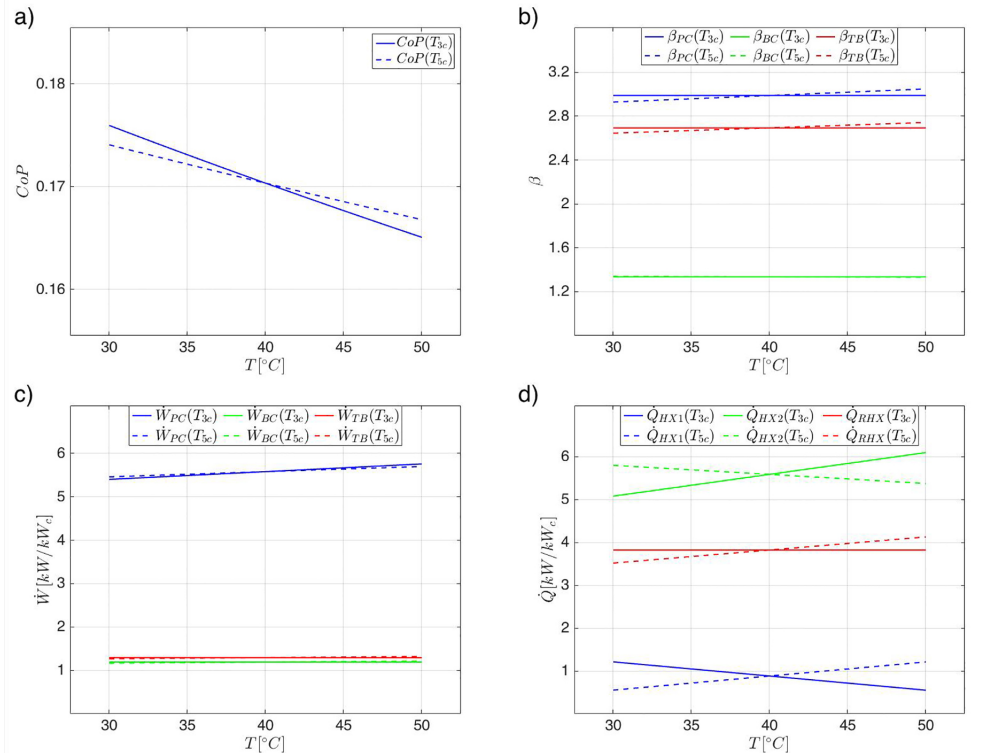 a)
CoP(T3c)
CoP(T5c)
0.18
0.17
0.16
CoP
30 35 40 45 50
T[°C]
b)
βPC(T3c) βBC(T3c) βTB(T3c)
βPC(T5c) βBC(T5c) βTB(T5c)
3.2
2.8
2.4
2
1.6
1.2
β
30 35 40 45 50
T[°C]
c)
ẆPC(T3c) ẆBC(T3c) ẆTB(T3c)
ẆPC(T5c) ẆBC(T5c) ẆTB(T5c)
6
5
4
3
2
1
Ẇ[kW/kWc]
30 35 40 45 50
T[°C]
d)
Q̇HX1(T3c) Q̇HX2(T3c) Q̇RHX(T3c)
Q̇HX1(T5c) Q̇HX2(T5c) Q̇RHX(T5c)
6
5
4
3
2
1
Q̇[kW/kWc]
30 35 40 45 50
T[°C]